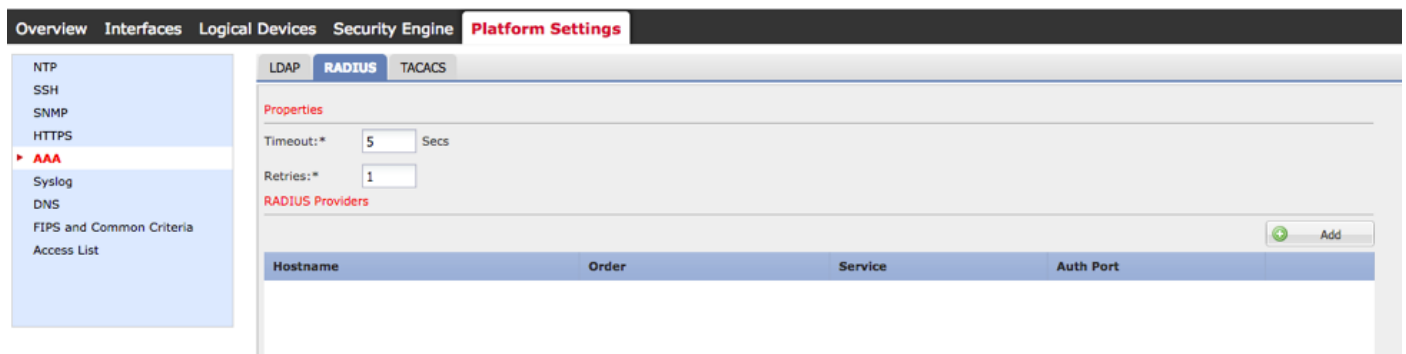 Overview Interfaces Logical Devices Security Engine Platform Settings
NTP
SSH
SNMP
HTTPS
AAA
Syslog
DNS
FIPS and Common Criteria
Access List
LDAP RADIUS TACACS
Properties
Timeout:* 5 Secs
Retries:* 1
RADIUS Providers
Add
Hostname Order Service Auth Port